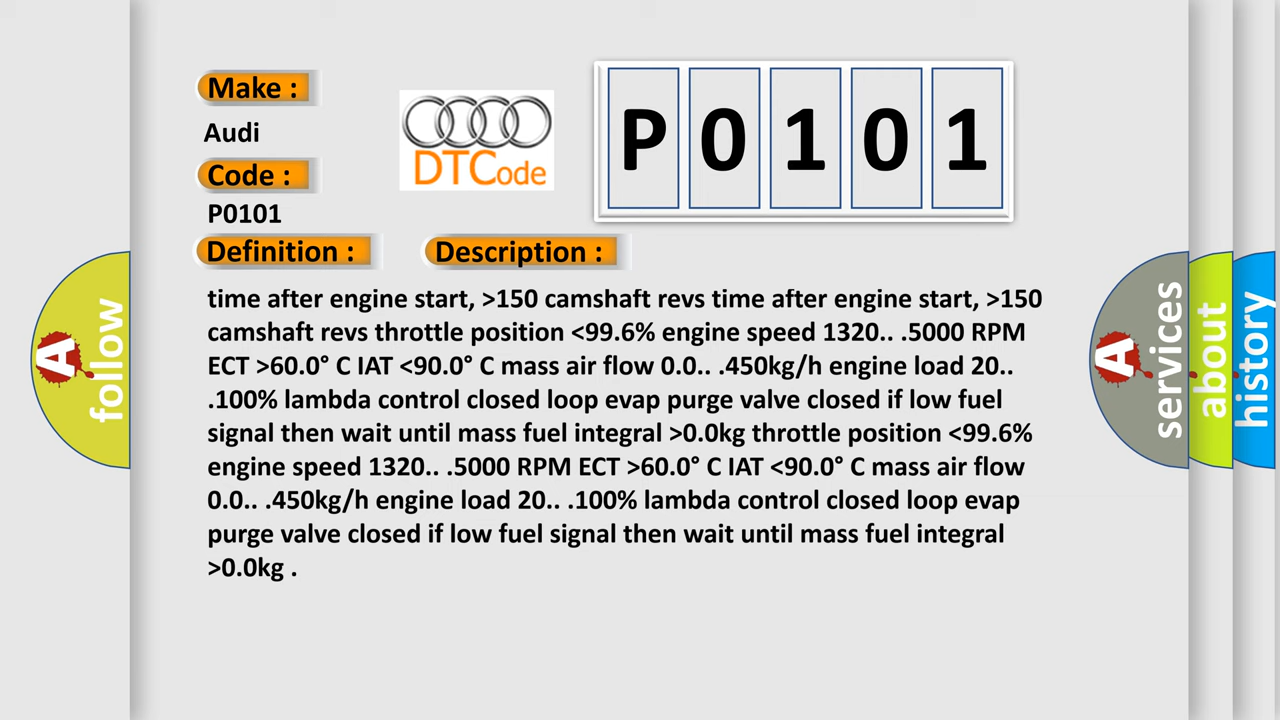 Make :
Audi
Code :
P0101
DTCode
P0101
Definition :
Description :
time after engine start, >150 camshaft revs time after engine start, >150
camshaft revs throttle position <99.6% engine speed 1320.. .5000 RPM
ECT >60.0° C IAT <90.0° C mass air flow 0.0.. .450kg/h engine load 20..
.100% lambda control closed loop evap purge valve closed if low fuel
signal then wait until mass fuel integral >0.0kg throttle position <99.6%
engine speed 1320.. .5000 RPM ECT >60.0° C IAT <90.0° C mass air flow
0.0.. .450kg/h engine load 20.. .100% lambda control closed loop evap
purge valve closed if low fuel signal then wait until mass fuel integral
>0.0kg .
A
follow
A
services
about
history